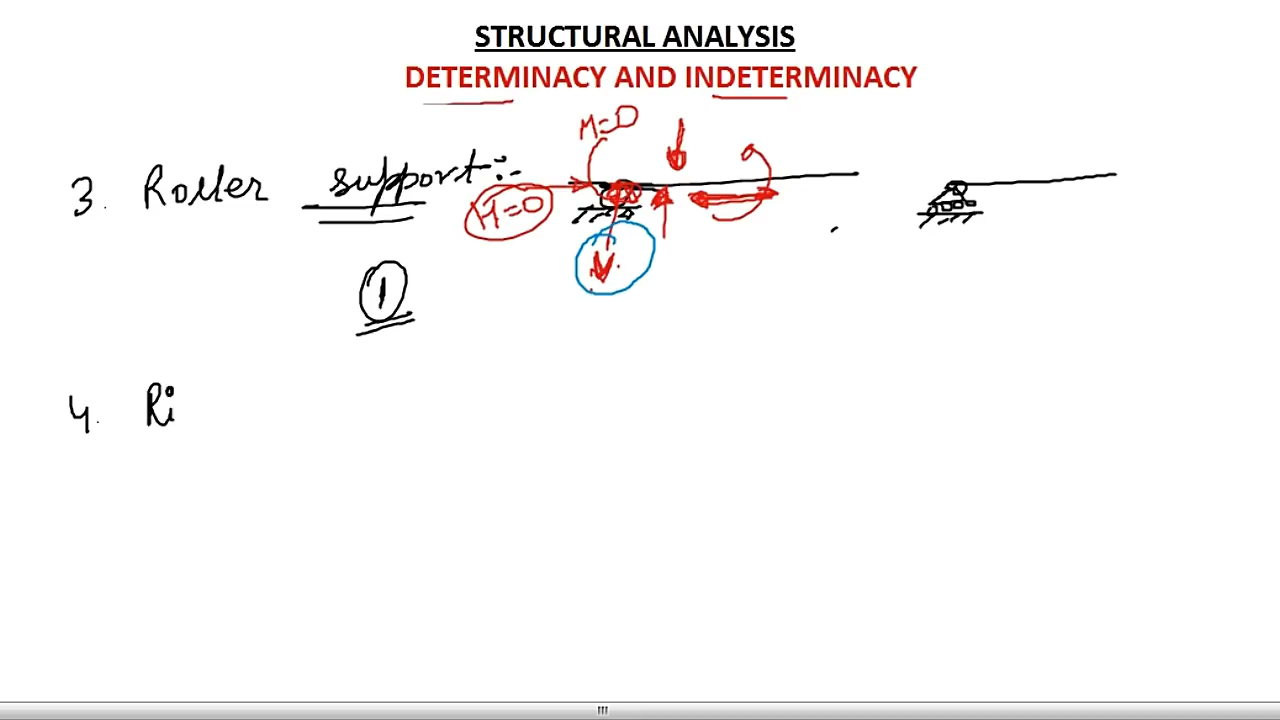 STRUCTURAL ANALYSIS
DETERMINACY AND INDETERMINACY
M=0
3. Roller support:-
H=0
1
4. Ri